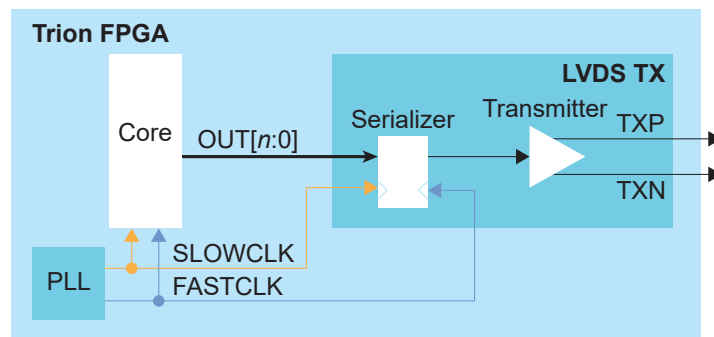 Trion FPGA
LVDS TX
Core
OUT[n:0]
Serializer
Transmitter
TXP
TXN
SLOWCLK
PLL
FASTCLK